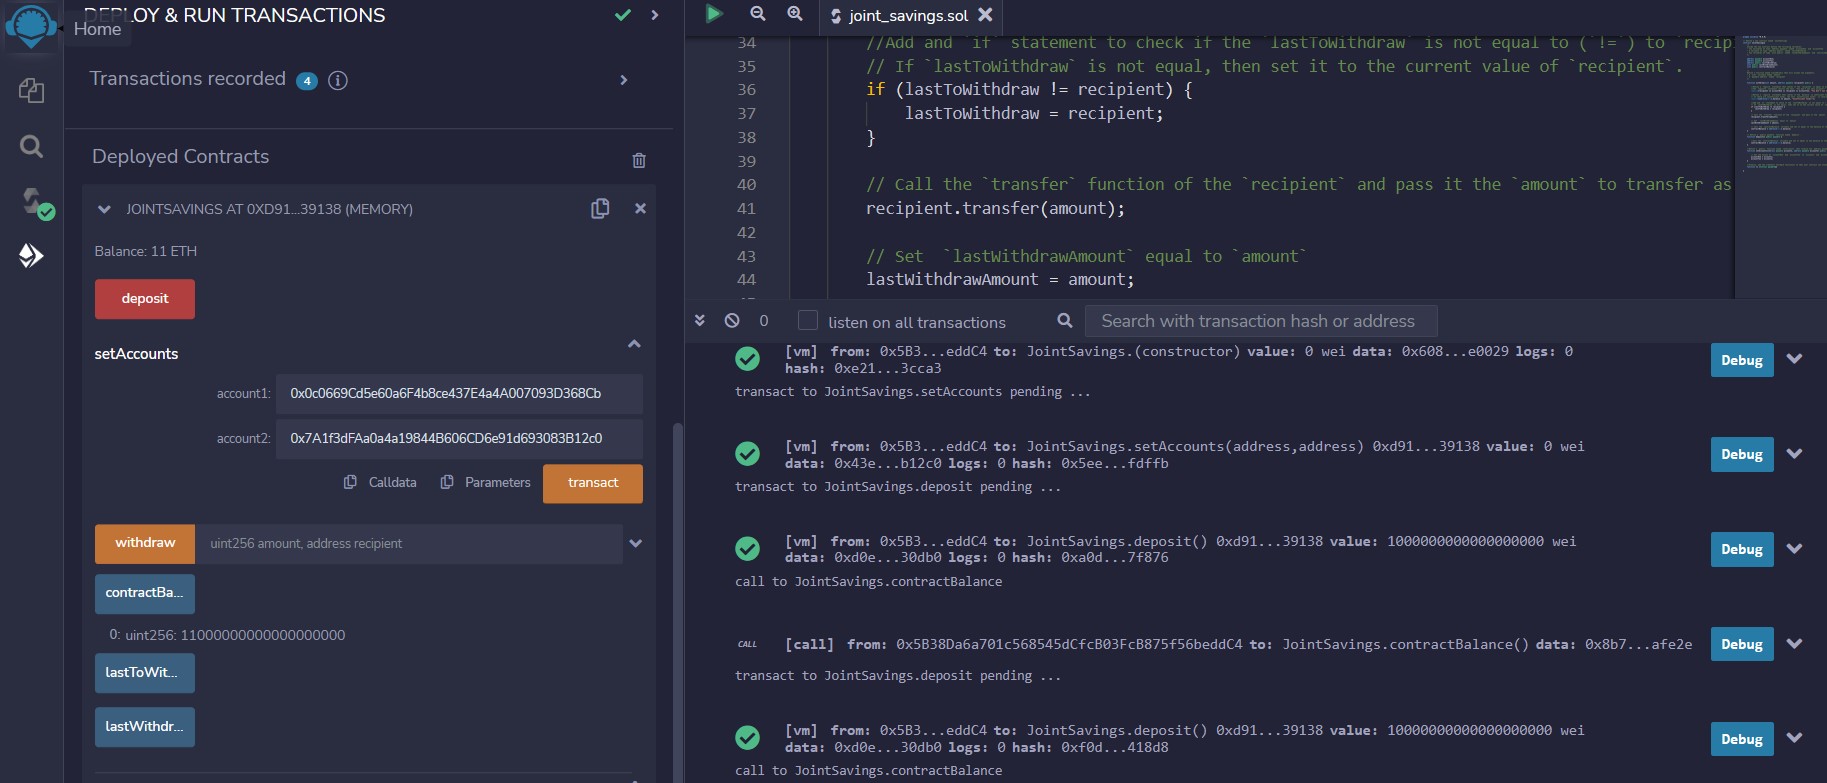 DEPLOY & RUN TRANSACTIONS
Home
Transactions recorded 4 i
Deployed Contracts
JOINTSAVINGS AT 0XD91...39138 (MEMORY)
Balance: 11 ETH
deposit
setAccounts
account1: 0x0c0669Cd5e60a6F4b8ce437E4a4A007093D368Cb
account2: 0x7A1f3dFAa0a4a19844B606CD6e91d693083B12c0
Calldata Parameters transact
withdraw uint256 amount, address recipient
contractBa...
0: uint256: 11000000000000000000
lastToWit...
lastWithdr...
joint_savings.sol
34 //Add and `if` statement to check if the `lastToWithdraw` is not equal to (`!=`) to `recip
35 // If `lastToWithdraw` is not equal, then set it to the current value of `recipient`.
36 if (lastToWithdraw != recipient) {
37 lastToWithdraw = recipient;
38 }
39
40 // Call the `transfer` function of the `recipient` and pass it the `amount` to transfer as
41 recipient.transfer(amount);
42
43 // Set  `lastWithdrawAmount` equal to `amount`
44 lastWithdrawAmount = amount;
0 listen on all transactions Search with transaction hash or address
[vm] from: 0x5B3...eddC4 to: JointSavings.(constructor) value: 0 wei data: 0x608...e0029 logs: 0
hash: 0xe21...3cca3
Debug
transact to JointSavings.setAccounts pending ...
[vm] from: 0x5B3...eddC4 to: JointSavings.setAccounts(address,address) 0xd91...39138 value: 0 wei
data: 0x43e...b12c0 logs: 0 hash: 0x5ee...fdffb
Debug
transact to JointSavings.deposit pending ...
[vm] from: 0x5B3...eddC4 to: JointSavings.deposit() 0xd91...39138 value: 1000000000000000000 wei
data: 0xd0e...30db0 logs: 0 hash: 0xa0d...7f876
Debug
call to JointSavings.contractBalance
CALL [call] from: 0x5B38Da6a701c568545dCfcB03FcB875f56beddC4 to: JointSavings.contractBalance() data: 0x8b7...afe2e
Debug
transact to JointSavings.deposit pending ...
[vm] from: 0x5B3...eddC4 to: JointSavings.deposit() 0xd91...39138 value: 10000000000000000000 wei
data: 0xd0e...30db0 logs: 0 hash: 0xf0d...418d8
Debug
call to JointSavings.contractBalance